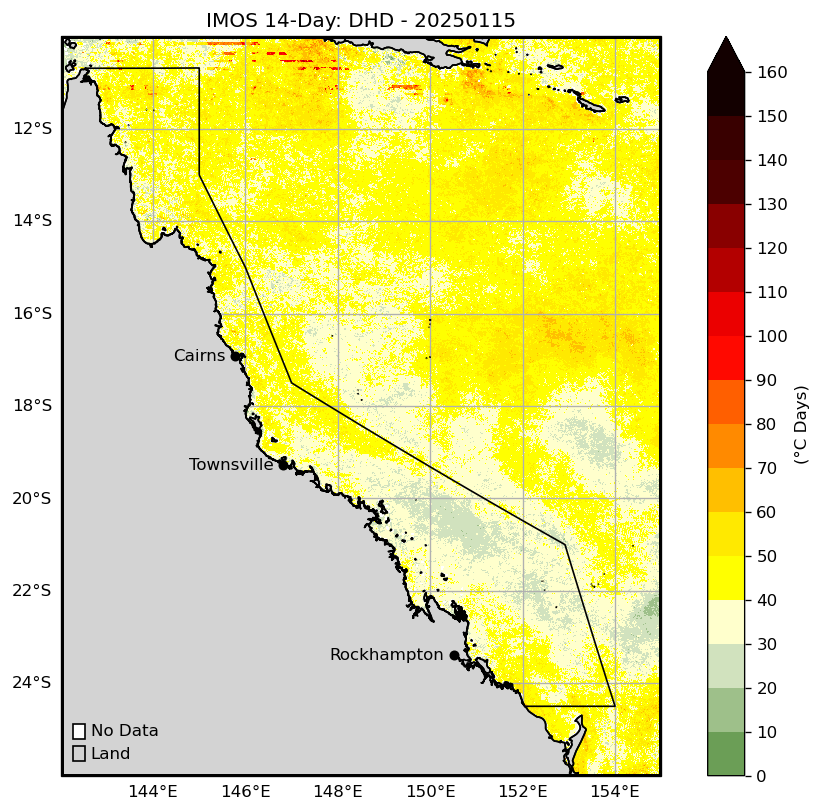 IMOS 14-Day: DHD - 20250115
12°S
14°S
16°S
18°S
20°S
22°S
24°S
Cairns
Townsville
Rockhampton
No Data
Land
144°E 146°E 148°E 150°E 152°E 154°E
160
150
140
130
120
110
100
90
80
70
60
50
40
30
20
10
0
(°C Days)